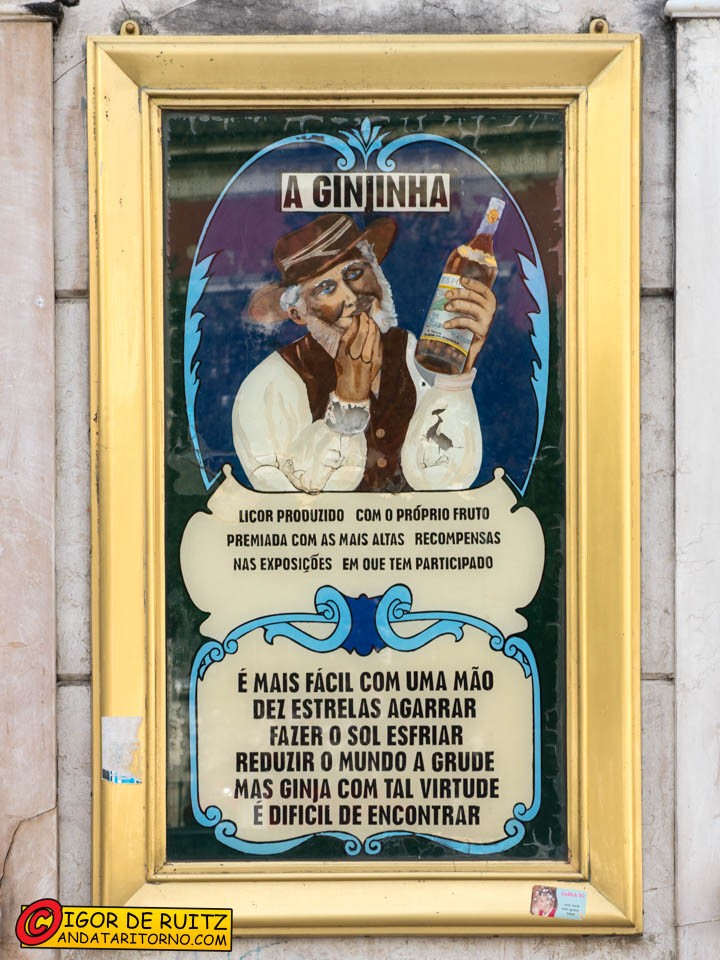 A GINJINHA
LICOR PRODUZIDO COM O PRÓPRIO FRUTO
PREMIADA COM AS MAIS ALTAS RECOMPENSAS
NAS EXPOSIÇÕES EM QUE TEM PARTICIPADO
É MAIS FÁCIL COM UMA MÃO
DEZ ESTRELAS AGARRAR
FAZER O SOL ESFRIAR
REDUZIR O MUNDO A GRUDE
MAS GINJA COM TAL VIRTUDE
É DIFICIL DE ENCONTRAR
© IGOR DE RUITZ
ANDATARITORNO.COM